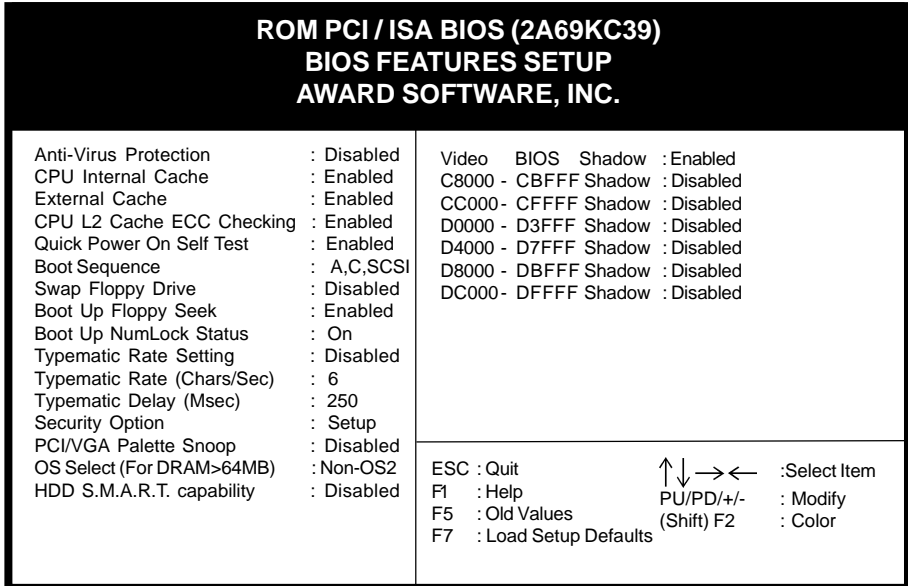 ROM PCI / ISA BIOS (2A69KC39)
BIOS FEATURES SETUP
AWARD SOFTWARE, INC.
Anti-Virus Protection : Disabled
CPU Internal Cache : Enabled
External Cache : Enabled
CPU L2 Cache ECC Checking : Enabled
Quick Power On Self Test : Enabled
Boot Sequence : A,C,SCSI
Swap Floppy Drive : Disabled
Boot Up Floppy Seek : Enabled
Boot Up NumLock Status : On
Typematic Rate Setting : Disabled
Typematic Rate (Chars/Sec) : 6
Typematic Delay (Msec) : 250
Security Option : Setup
PCI/VGA Palette Snoop : Disabled
OS Select (For DRAM>64MB) : Non-OS2
HDD S.M.A.R.T. capability : Disabled
Video BIOS Shadow : Enabled
C8000 - CBFFF Shadow : Disabled
CC000 - CFFFF Shadow : Disabled
D0000 - D3FFF Shadow : Disabled
D4000 - D7FFF Shadow : Disabled
D8000 - DBFFF Shadow : Disabled
DC000 - DFFFF Shadow : Disabled
ESC : Quit ↑↓→← :Select Item
F1 : Help PU/PD/+/- : Modify
F5 : Old Values (Shift) F2 : Color
F7 : Load Setup Defaults